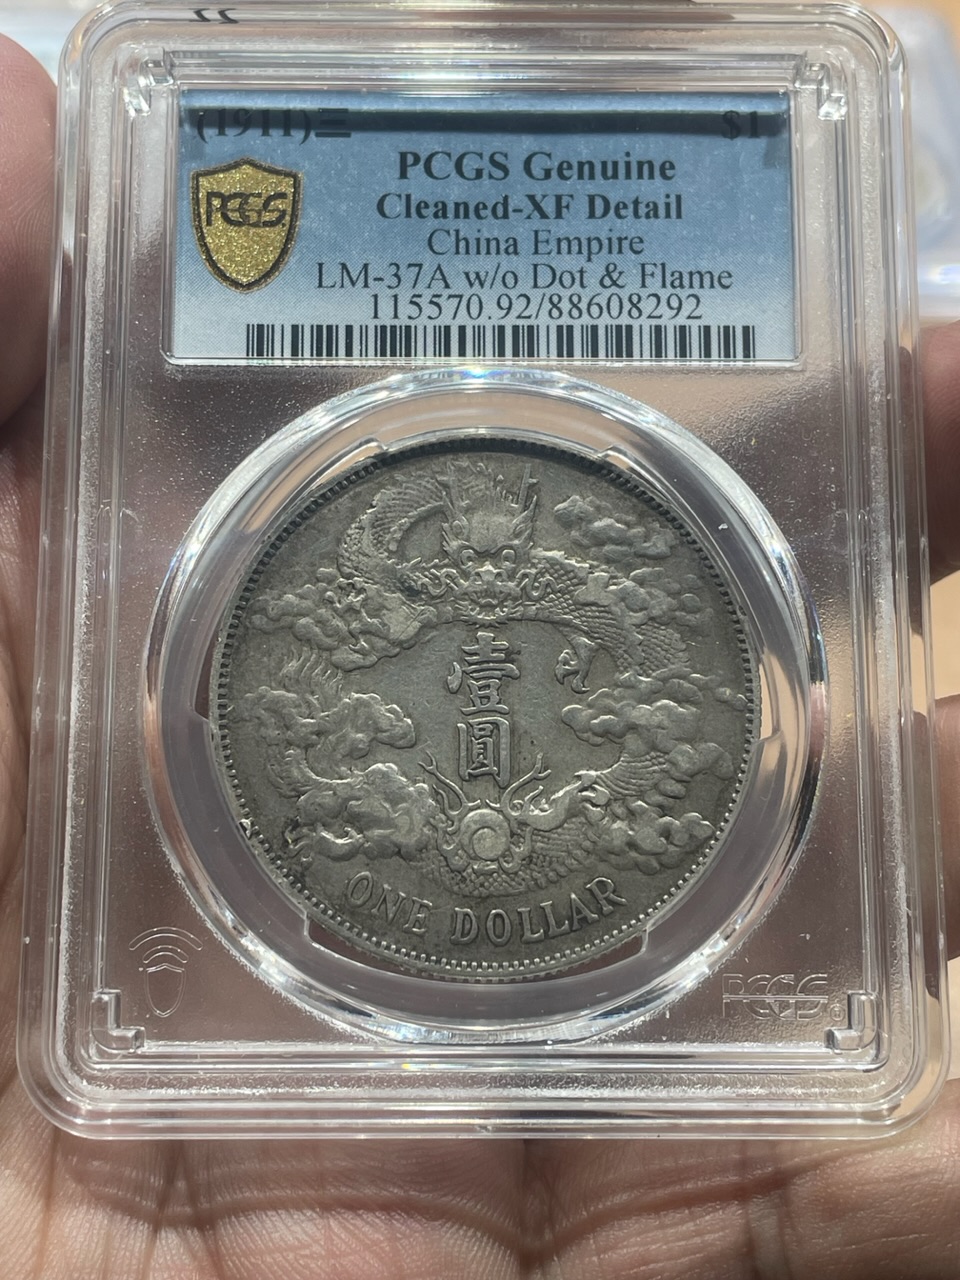 (1911)三 $1
PCGS Genuine
PCGS
Cleaned-XF Detail
China Empire
LM-37A w/o Dot & Flame
115570.92/88608292
壹
圓
ONE DOLLAR
PCGS